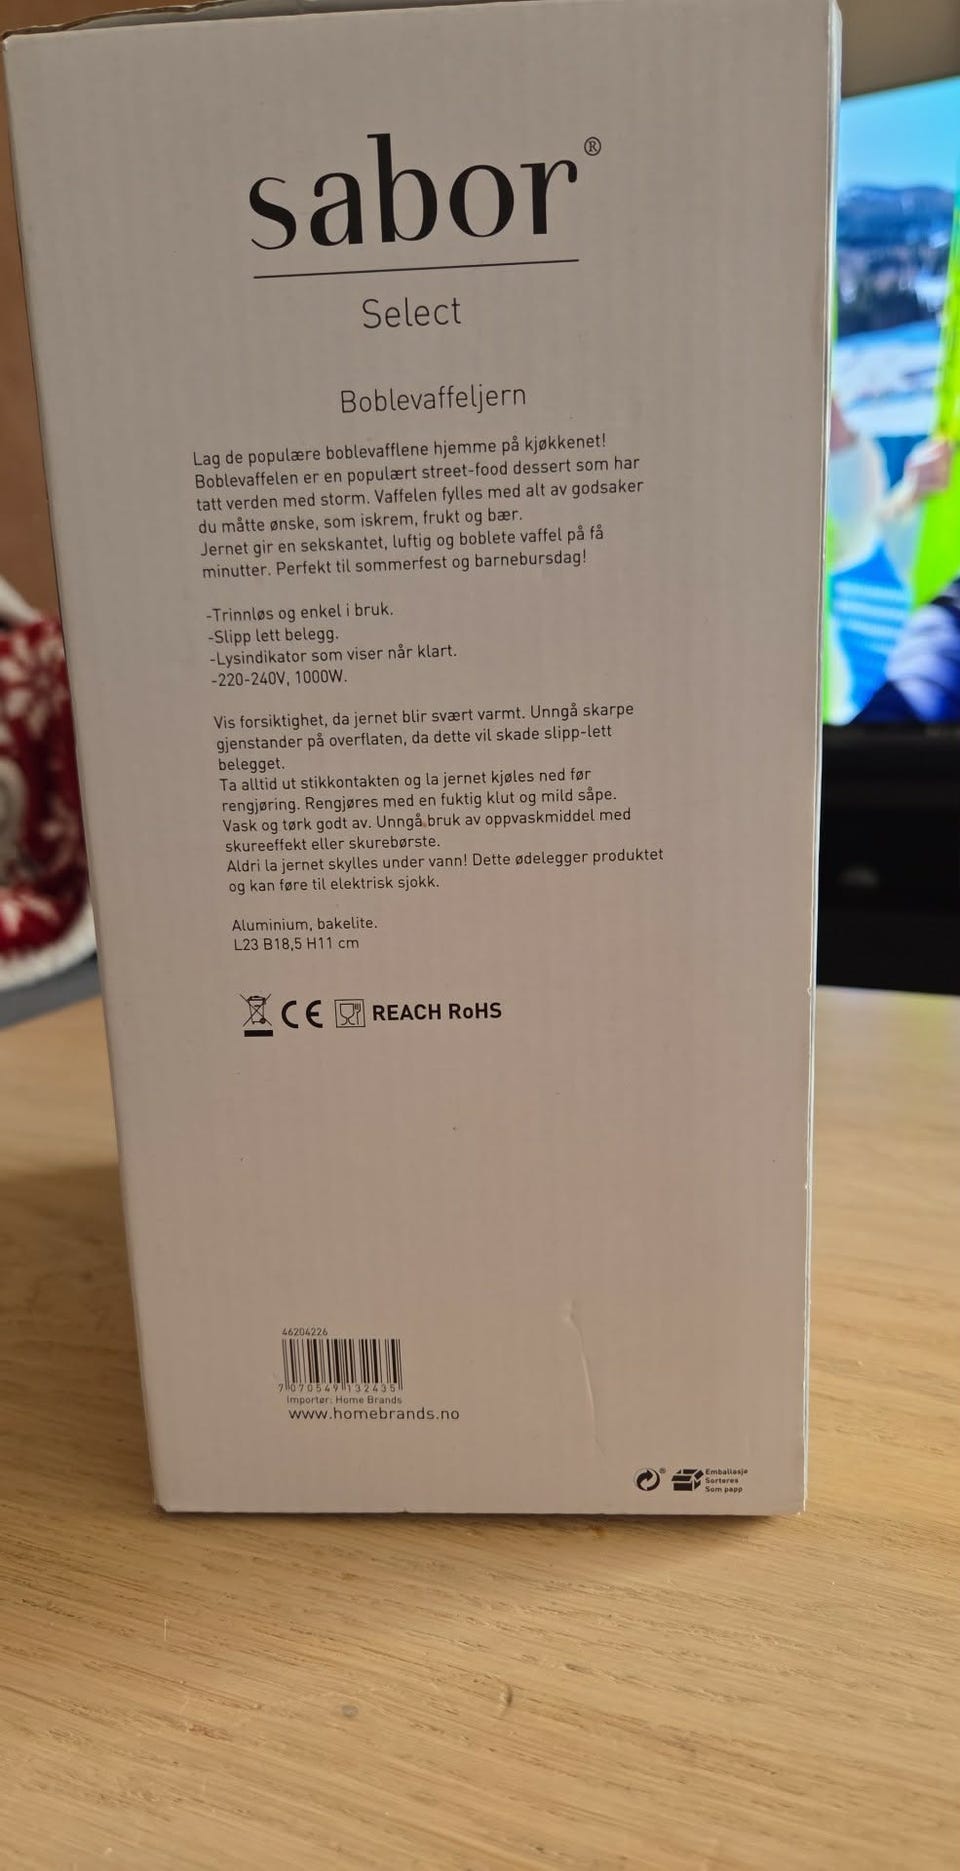 sabor®
Select
Boblevaffeljern
Lag de populære boblevafflene hjemme på kjøkkenet!
Boblevaffelen er en populært street-food dessert som har
tatt verden med storm. Vaffelen fylles med alt av godsaker
du måtte ønske, som iskrem, frukt og bær.
Jernet gir en sekskantet, luftig og boblete vaffel på få
minutter. Perfekt til sommerfest og barnebursdag!
-Trinnløs og enkel i bruk.
-Slipp lett belegg.
-Lysindikator som viser når klart.
-220-240V, 1000W.
Vis forsiktighet, da jernet blir svært varmt. Unngå skarpe
gjenstander på overflaten, da dette vil skade slipp-lett
belegget.
Ta alltid ut stikkontakten og la jernet kjøles ned før
rengjøring. Rengjøres med en fuktig klut og mild såpe.
Vask og tørk godt av. Unngå bruk av oppvaskmiddel med
skureeffekt eller skurebørste.
Aldri la jernet skylles under vann! Dette ødelegger produktet
og kan føre til elektrisk sjokk.
Aluminium, bakelite.
L23 B18,5 H11 cm
CE REACH RoHS
46204226
7 070549 132435
Importør: Home Brands
www.homebrands.no
Emballasje
Sorteres
Som papp